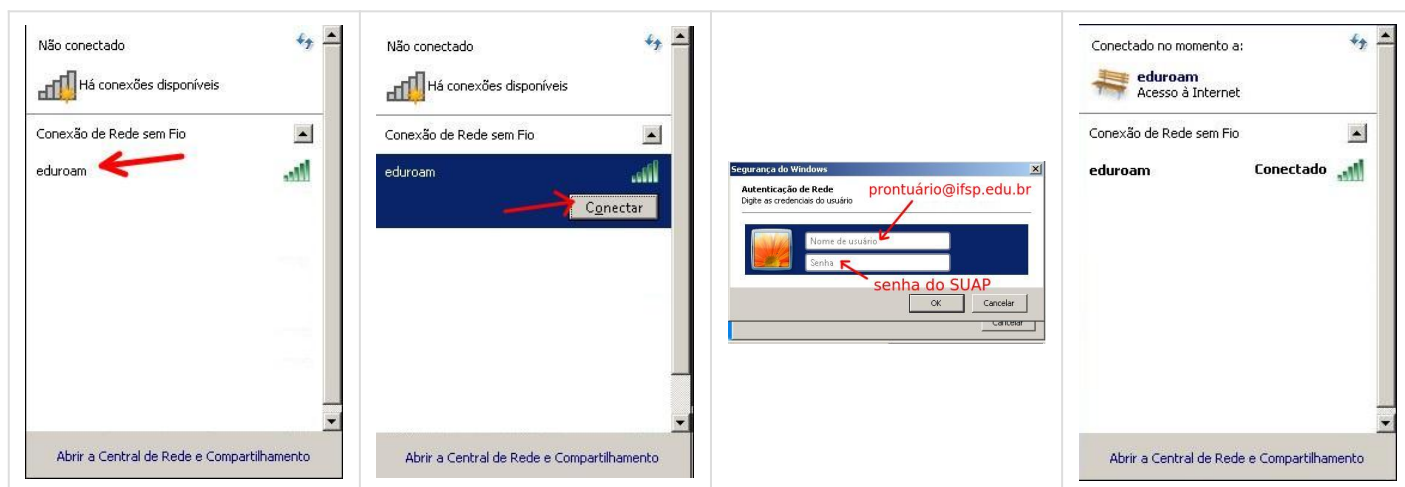 Não conectado
Há conexões disponíveis
Conexão de Rede sem Fio
eduroam
Abrir a Central de Rede e Compartilhamento
Não conectado
Há conexões disponíveis
Conexão de Rede sem Fio
eduroam
Conectar
Abrir a Central de Rede e Compartilhamento
Segurança do Windows
Autenticação de Rede
Digite as credenciais do usuário
prontuário@ifsp.edu.br
Nome de usuário
Senha
senha do SUAP
OK Cancelar
Cancelar
Conectado no momento a:
eduroam
Acesso à Internet
Conexão de Rede sem Fio
eduroam Conectado
Abrir a Central de Rede e Compartilhamento